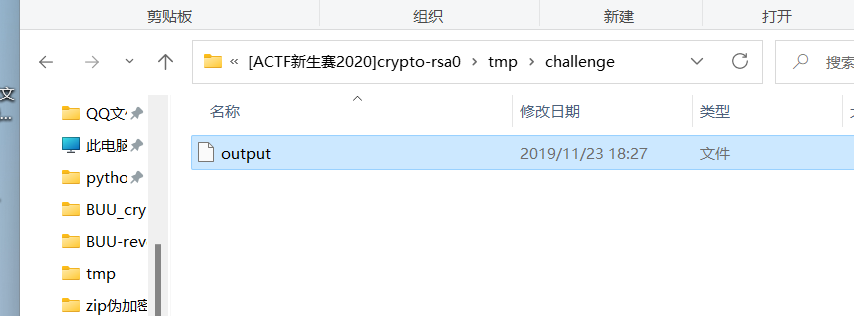 剪贴板 组织 新建 打开
« [ACTF新生赛2020]crypto-rsa0 › tmp › challenge 搜索
文
...
名称 修改日期 类型
output 2019/11/23 18:27 文件
QQ文
此电脑
pytho
BUU_cry
BUU-rev
tmp
zip伪加密